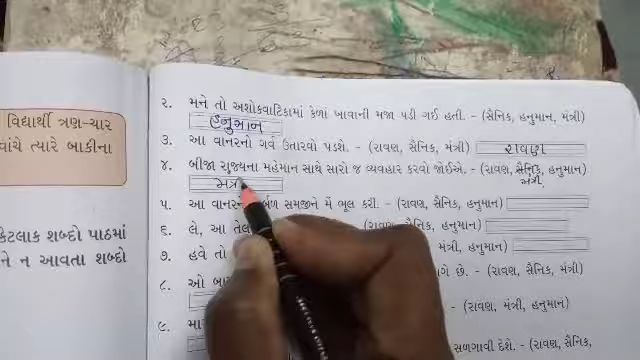 ૨. મને તો અશોકવાટિકામાં કેળાં ખાવાની મજા પડી ગઈ હતી. - (સૈનિક, હનુમાન, મંત્રી)
હનુમાન
વિદ્યાર્થી ત્રણ-ચાર
૩. આ વાનરનો ગર્વ ઉતારવો પડશે. - (રાવણ, સૈનિક, મંત્રી) રાવણ
વાંચે ત્યારે બાકીના
૪. બીજા રાજ્યના મહેમાન સાથે સારો જ વ્યવહાર કરવો જોઈએ. - (રાવણ, સૈનિક, હનુમાન)
મંત્રી મંત્રી.
૫. આ વાનરને સમજીને મેં ભૂલ કરી. - (રાવણ, સૈનિક, હનુમાન)
કેટલાક શબ્દો પાઠમાં
૬. લે, આ (રાવણ, સૈનિક, હનુમાન)
ને ન આવતા શબ્દો
૭. હવે તો મંત્રી, હનુમાન)
૮. ઓ છે. - (રાવણ, સૈનિક, મંત્રી)
- (રાવણ, મંત્રી, હનુમાન)
૯. મા સળગાવી દેશે. - (રાવણ, સૈનિક,